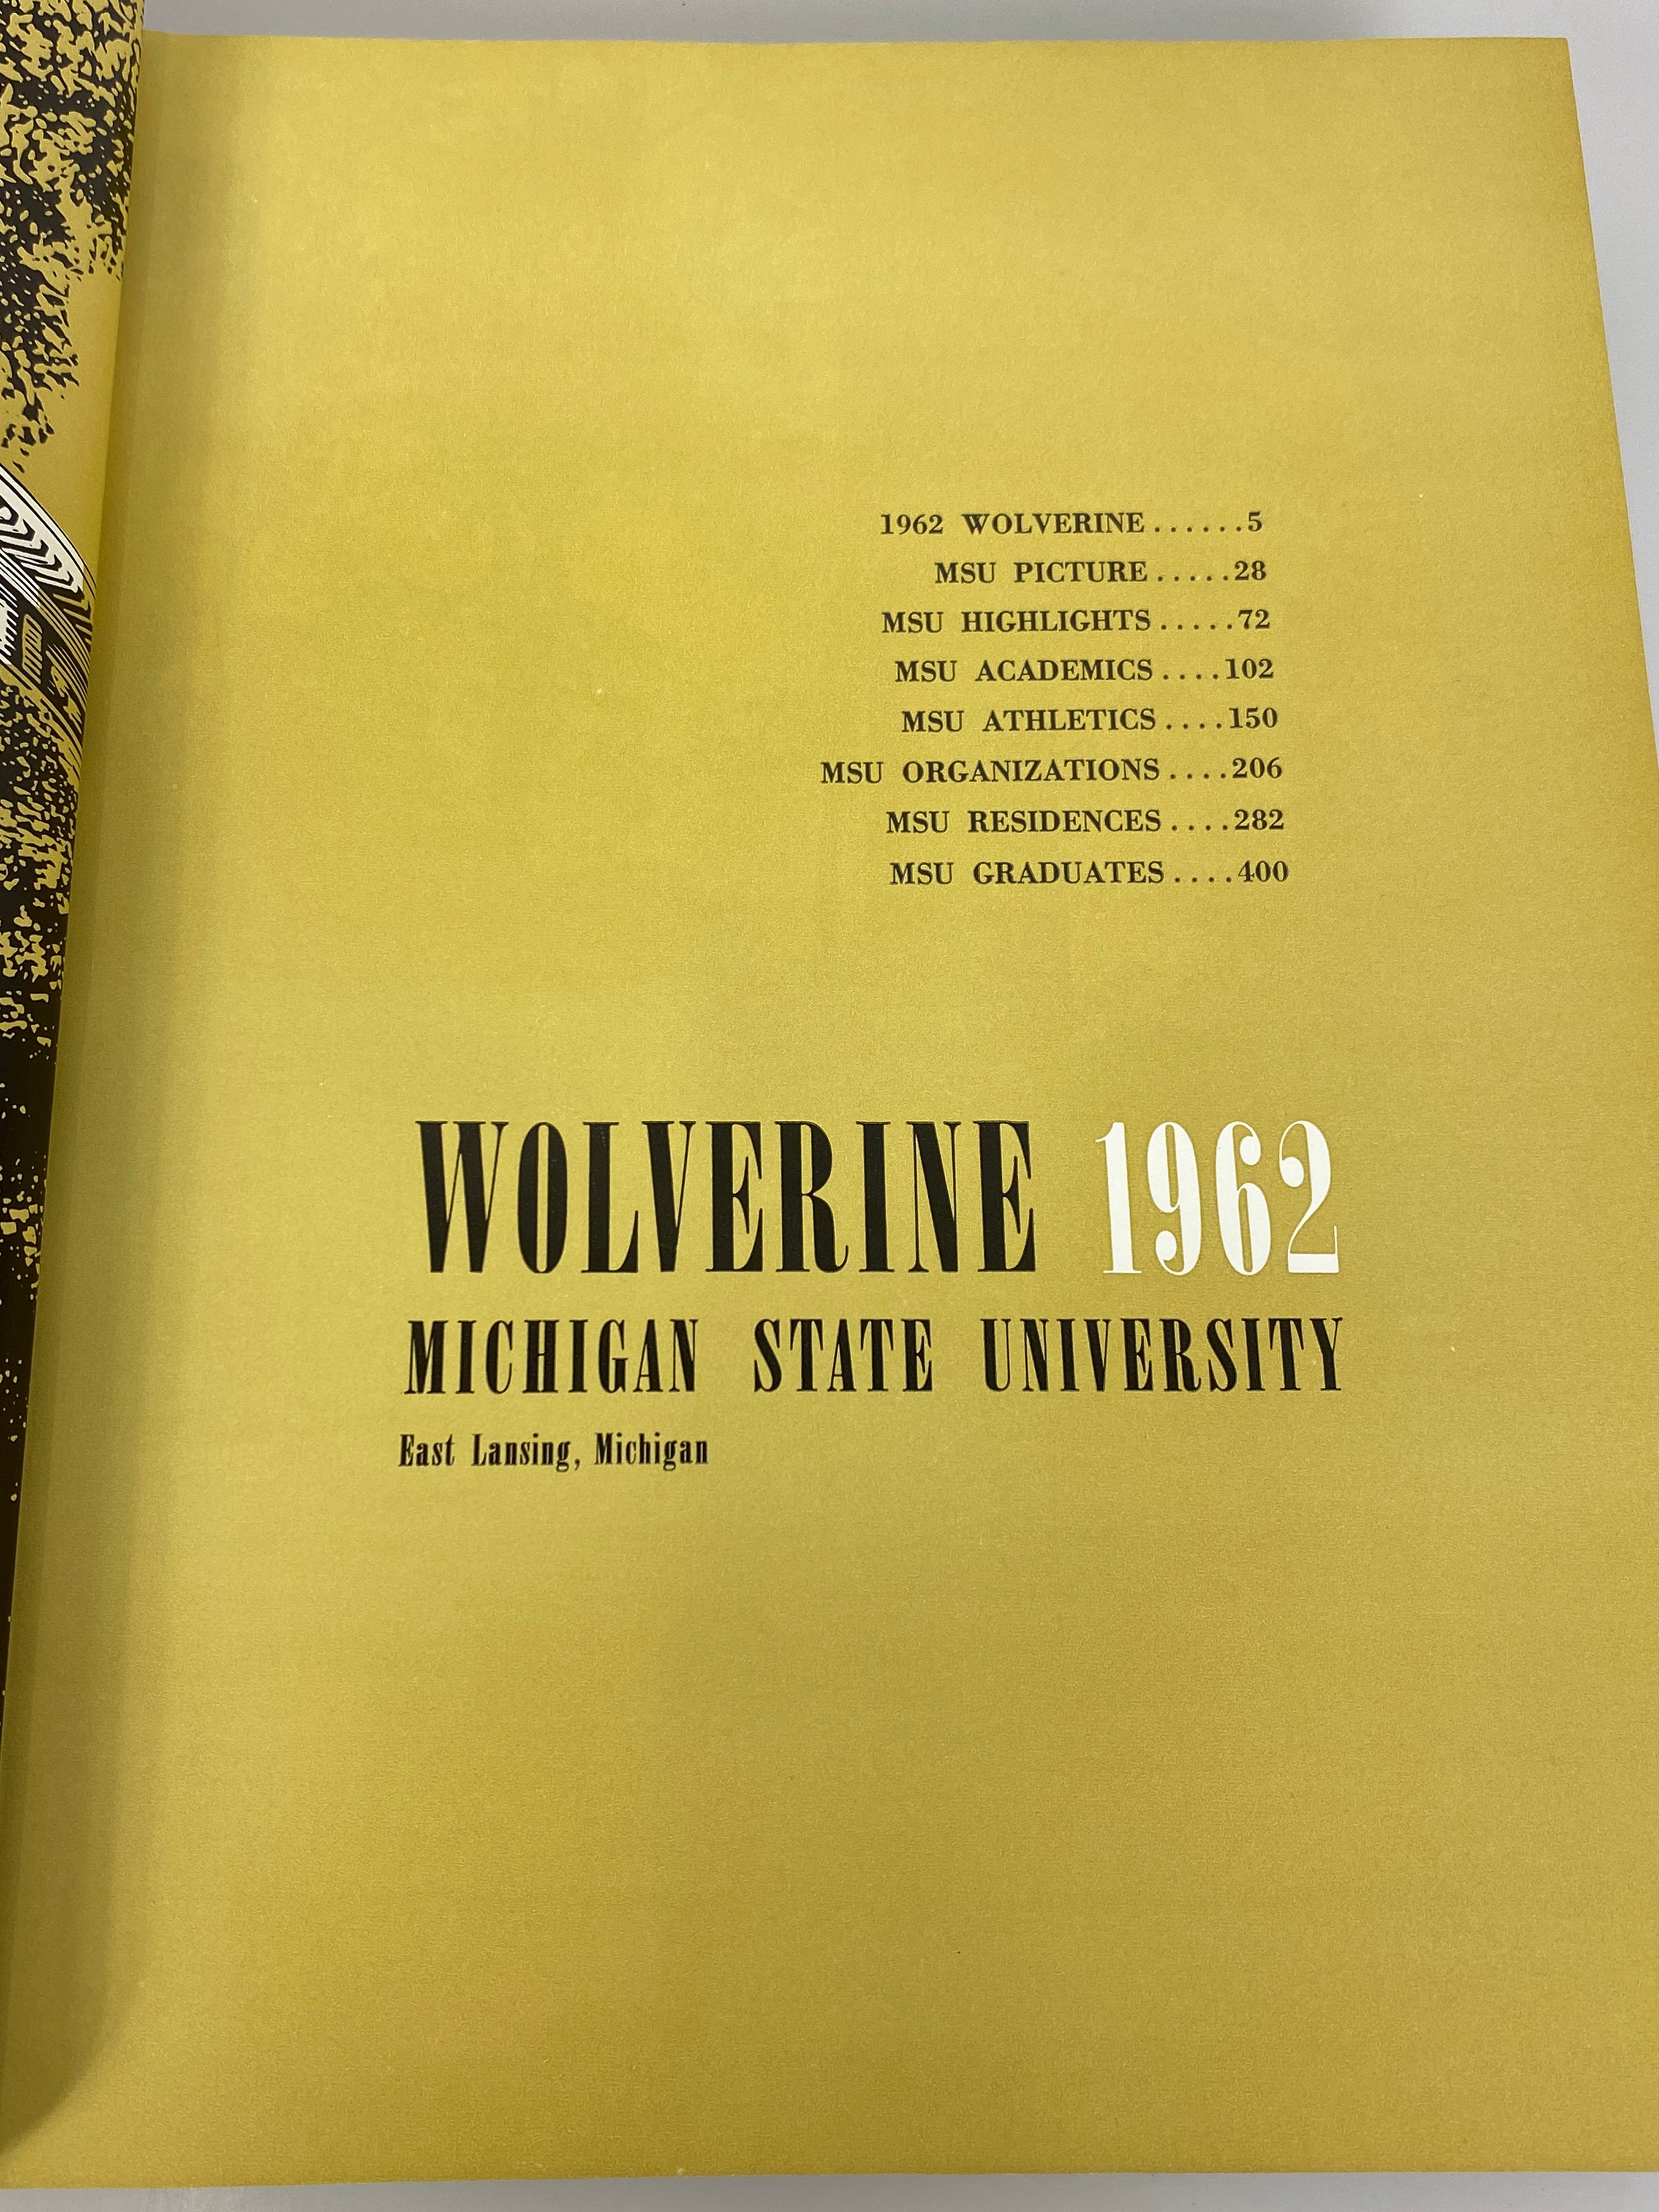 1962 WOLVERINE......5
MSU PICTURE.....28
MSU HIGHLIGHTS.....72
MSU ACADEMICS....102
MSU ATHLETICS....150
MSU ORGANIZATIONS....206
MSU RESIDENCES....282
MSU GRADUATES....400
WOLVERINE 1962
MICHIGAN STATE UNIVERSITY
East Lansing, Michigan